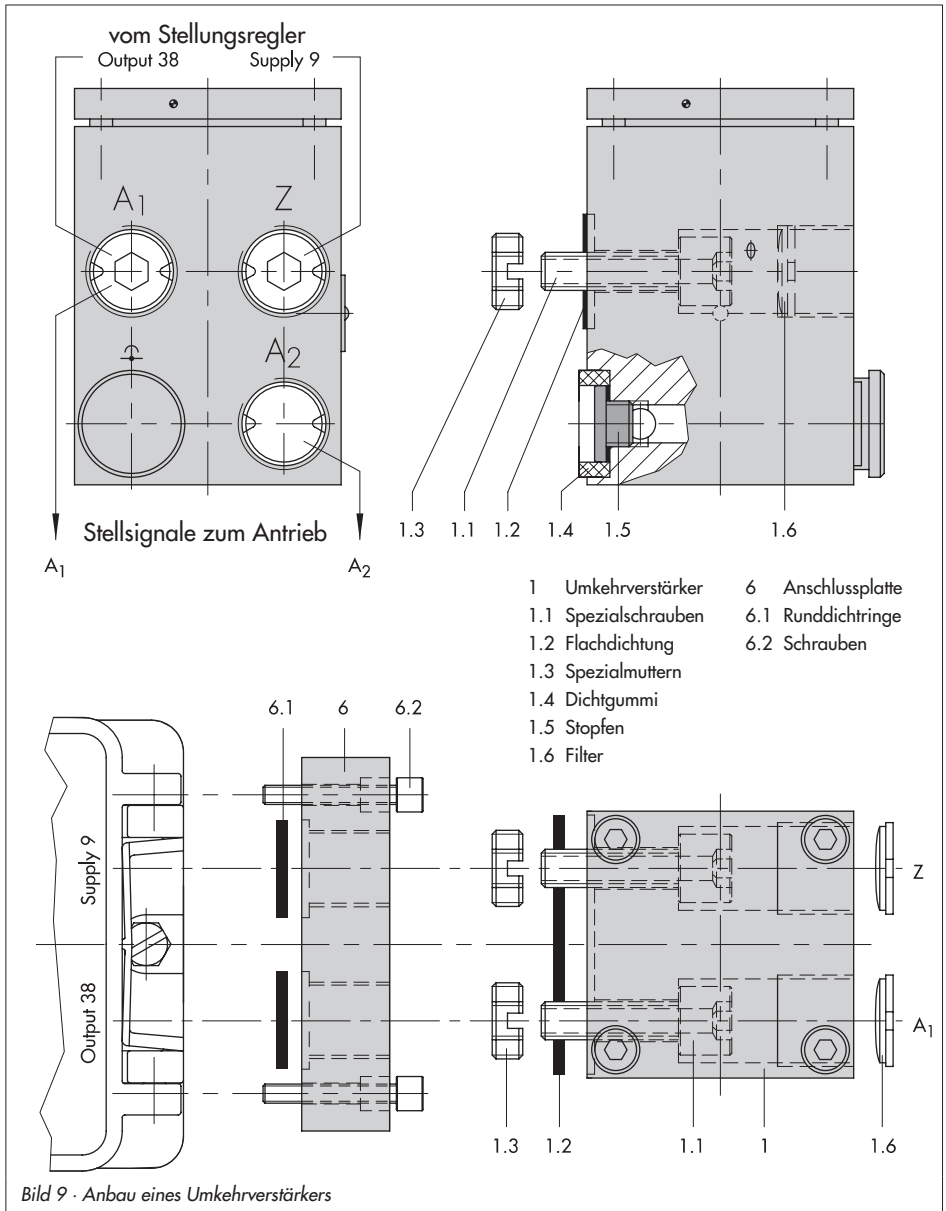 vom Stellungsregler
Output 38 Supply 9
A1 Z
A2
Stellsignale zum Antrieb
A1 A2
1.3 1.1 1.2 1.4 1.5 1.6
1 Umkehrverstärker
1.1 Spezialschrauben
1.2 Flachdichtung
1.3 Spezialmuttern
1.4 Dichtgummi
1.5 Stopfen
1.6 Filter
6 Anschlussplatte
6.1 Runddichtringe
6.2 Schrauben
6.1 6 6.2
Supply 9
Output 38
Z
A1
1.3 1.2 1.1 1 1.6
Bild 9 · Anbau eines Umkehrverstärkers